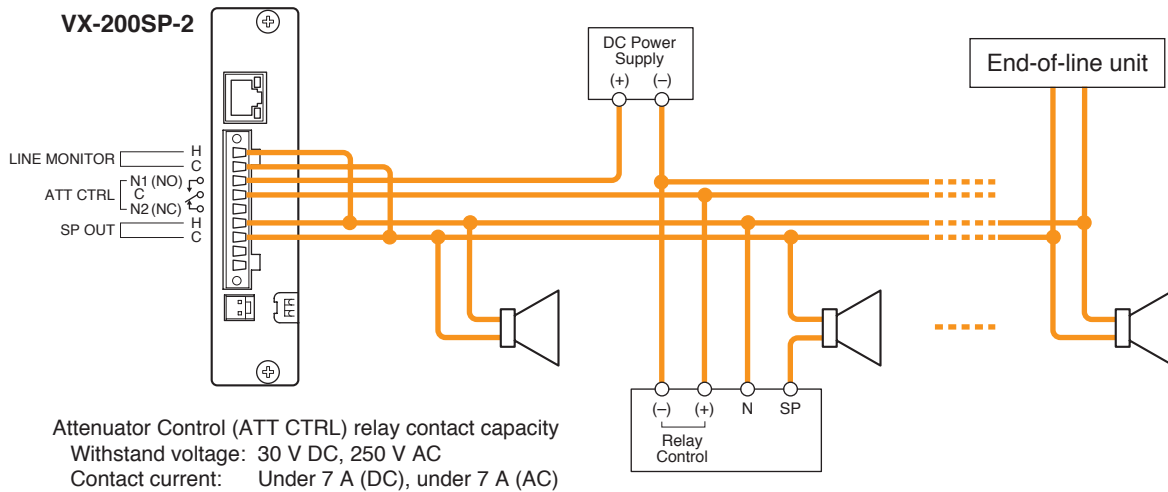 VX-200SP-2
DC Power
Supply
(+) (–)
End-of-line unit
LINE MONITOR
H
C
ATT CTRL
N1 (NO)
C
N2 (NC)
SP OUT
H
C
(–) (+) N SP
Relay
Control
Attenuator Control (ATT CTRL) relay contact capacity
Withstand voltage: 30 V DC, 250 V AC
Contact current: Under 7 A (DC), under 7 A (AC)